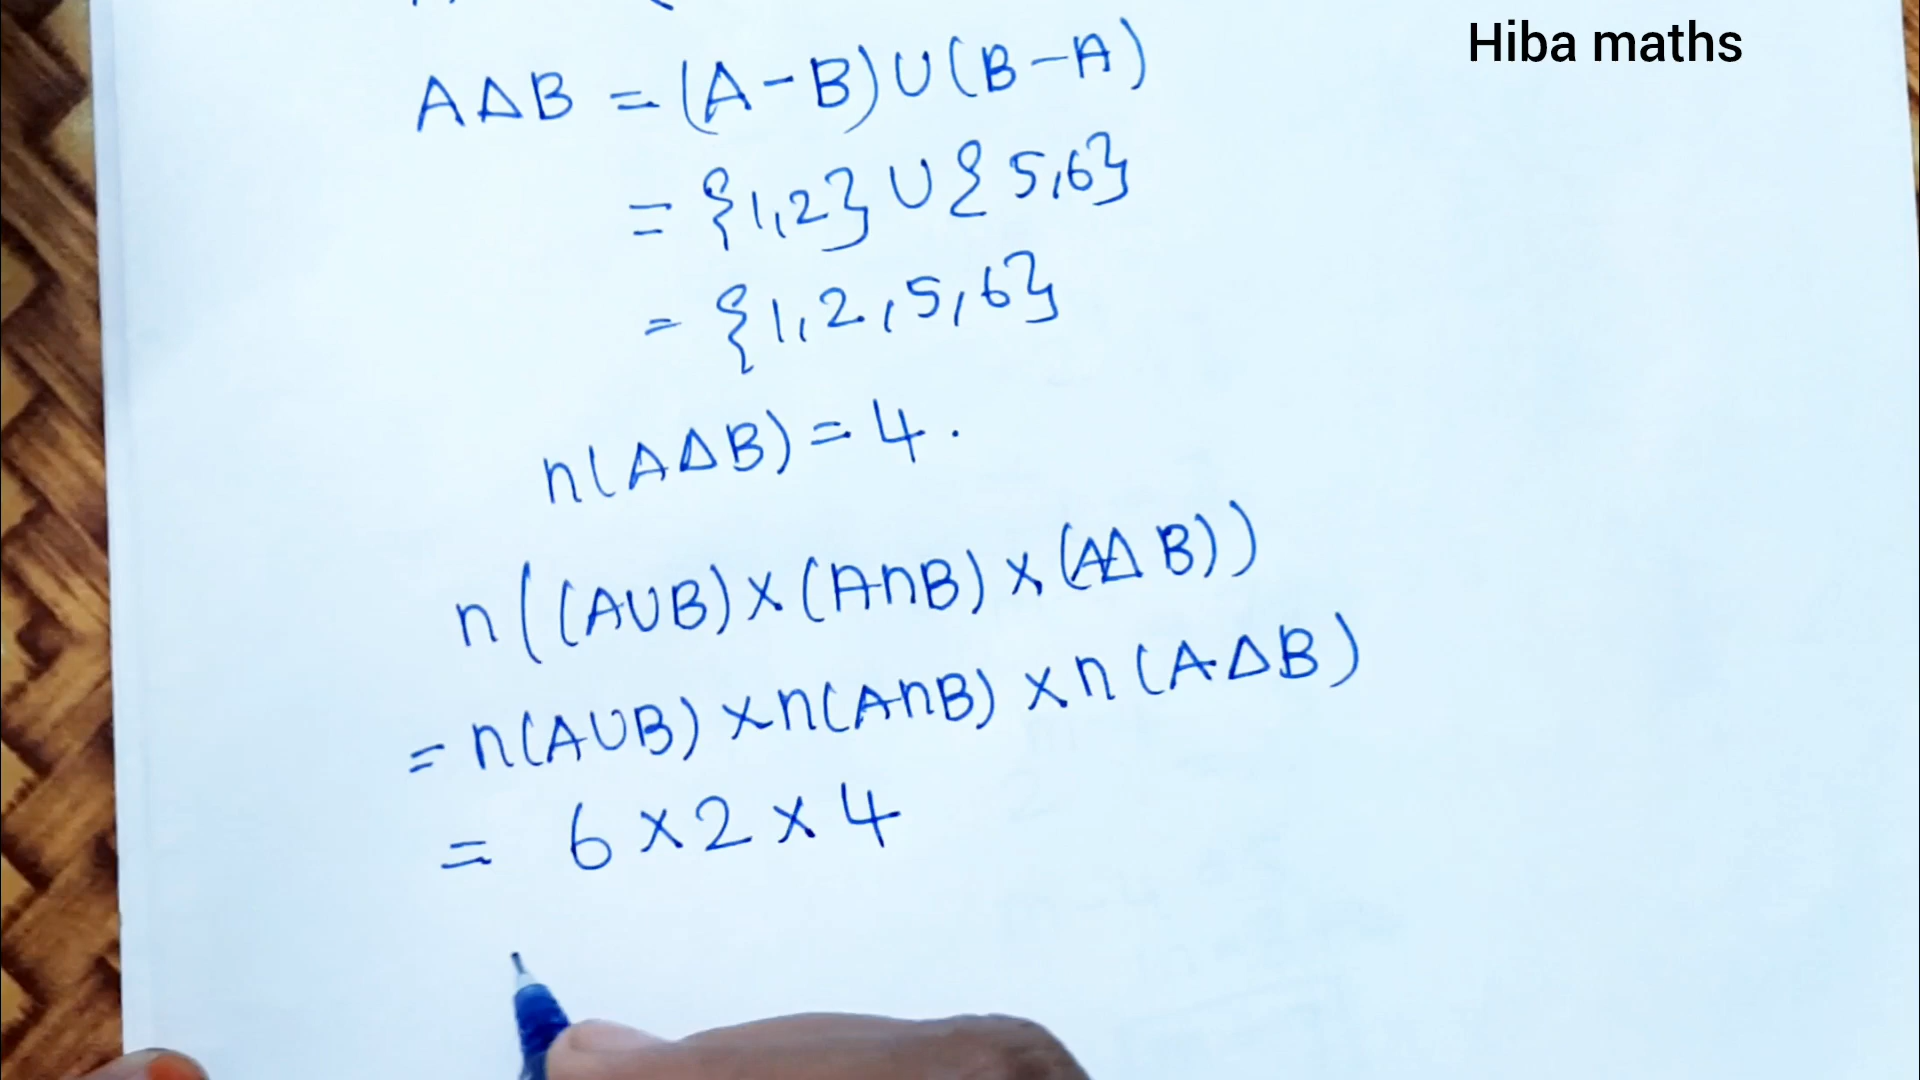 Hiba maths
A∆B = (A-B)∪(B-A)
= {1,2}∪{5,6}
= {1,2,5,6}
n(A∆B) = 4.
n((A∪B)×(A∩B)×(A∆B))
= n(A∪B)×n(A∩B)×n(A∆B)
= 6×2×4